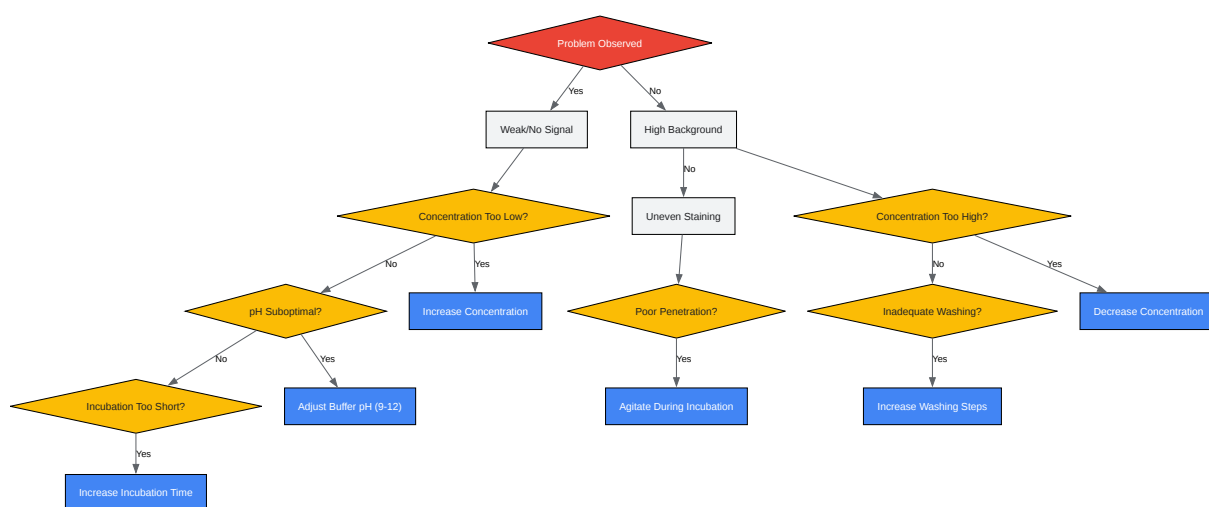 Problem Observed
Yes
No
Weak/No Signal
High Background
No
Concentration Too Low?
Uneven Staining
Concentration Too High?
No
Yes
No
Yes
pH Suboptimal?
Increase Concentration
Poor Penetration?
Inadequate Washing?
Decrease Concentration
No
Yes
Yes
Yes
Incubation Too Short?
Adjust Buffer pH (9-12)
Agitate During Incubation
Increase Washing Steps
Yes
Increase Incubation Time